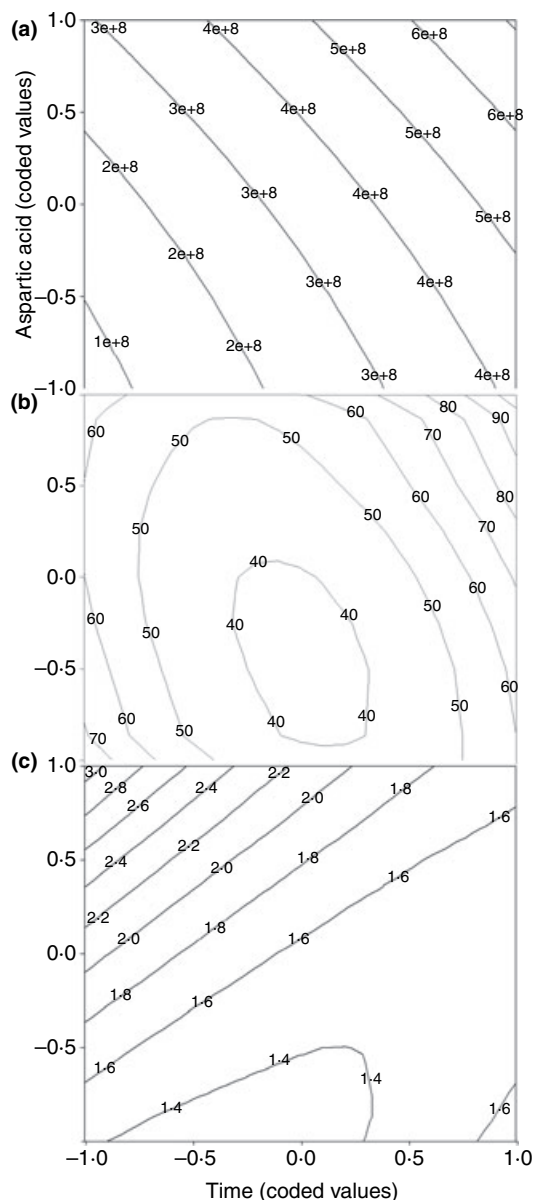 (a)
1·0
0·5
0·0
−0·5
−1·0
Aspartic acid (coded values)
3e+8 4e+8 5e+8 6e+8
3e+8 4e+8 5e+8 6e+8
2e+8 3e+8 4e+8 5e+8
2e+8 3e+8 4e+8
1e+8 2e+8 3e+8 4e+8
(b)
0·5
0·0
−0·5
60 50 50 60 70 80 90
50 50 60 70 80
60 50 40 40 50 60
70 60 50 40 40 50 60
(c)
1·0
0·5
0·0
−0·5
3·0 2·8 2·6 2·4 2·2 2·0 1·8 1·6
2·4 2·2 2·0 1·8 1·6
2·2 2·0 1·8 1·6
1·8 1·6
1·6 1·4 1·4
1·4 1·6
−1·0 −0·5 0·0 0·5 1·0
Time (coded values)